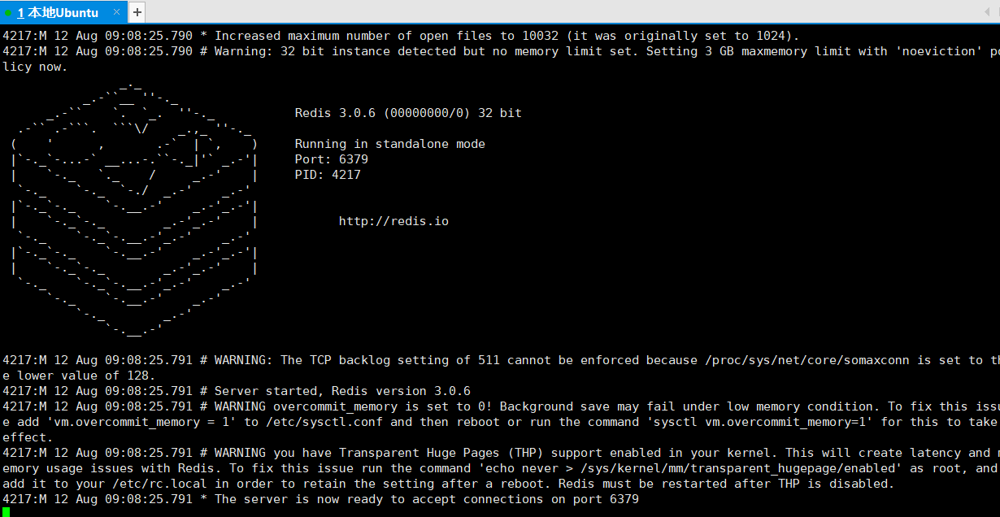 1 本地Ubuntu
4217:M 12 Aug 09:08:25.790 * Increased maximum number of open files to 10032 (it was originally set to 1024).
4217:M 12 Aug 09:08:25.790 # Warning: 32 bit instance detected but no memory limit set. Setting 3 GB maxmemory limit with 'noeviction' po
licy now.
Redis 3.0.6 (00000000/0) 32 bit
Running in standalone mode
Port: 6379
PID: 4217
http://redis.io
4217:M 12 Aug 09:08:25.791 # WARNING: The TCP backlog setting of 511 cannot be enforced because /proc/sys/net/core/somaxconn is set to th
e lower value of 128.
4217:M 12 Aug 09:08:25.791 # Server started, Redis version 3.0.6
4217:M 12 Aug 09:08:25.791 # WARNING overcommit_memory is set to 0! Background save may fail under low memory condition. To fix this issu
e add 'vm.overcommit_memory = 1' to /etc/sysctl.conf and then reboot or run the command 'sysctl vm.overcommit_memory=1' for this to take
effect.
4217:M 12 Aug 09:08:25.791 # WARNING you have Transparent Huge Pages (THP) support enabled in your kernel. This will create latency and m
emory usage issues with Redis. To fix this issue run the command 'echo never > /sys/kernel/mm/transparent_hugepage/enabled' as root, and
add it to your /etc/rc.local in order to retain the setting after a reboot. Redis must be restarted after THP is disabled.
4217:M 12 Aug 09:08:25.791 * The server is now ready to accept connections on port 6379